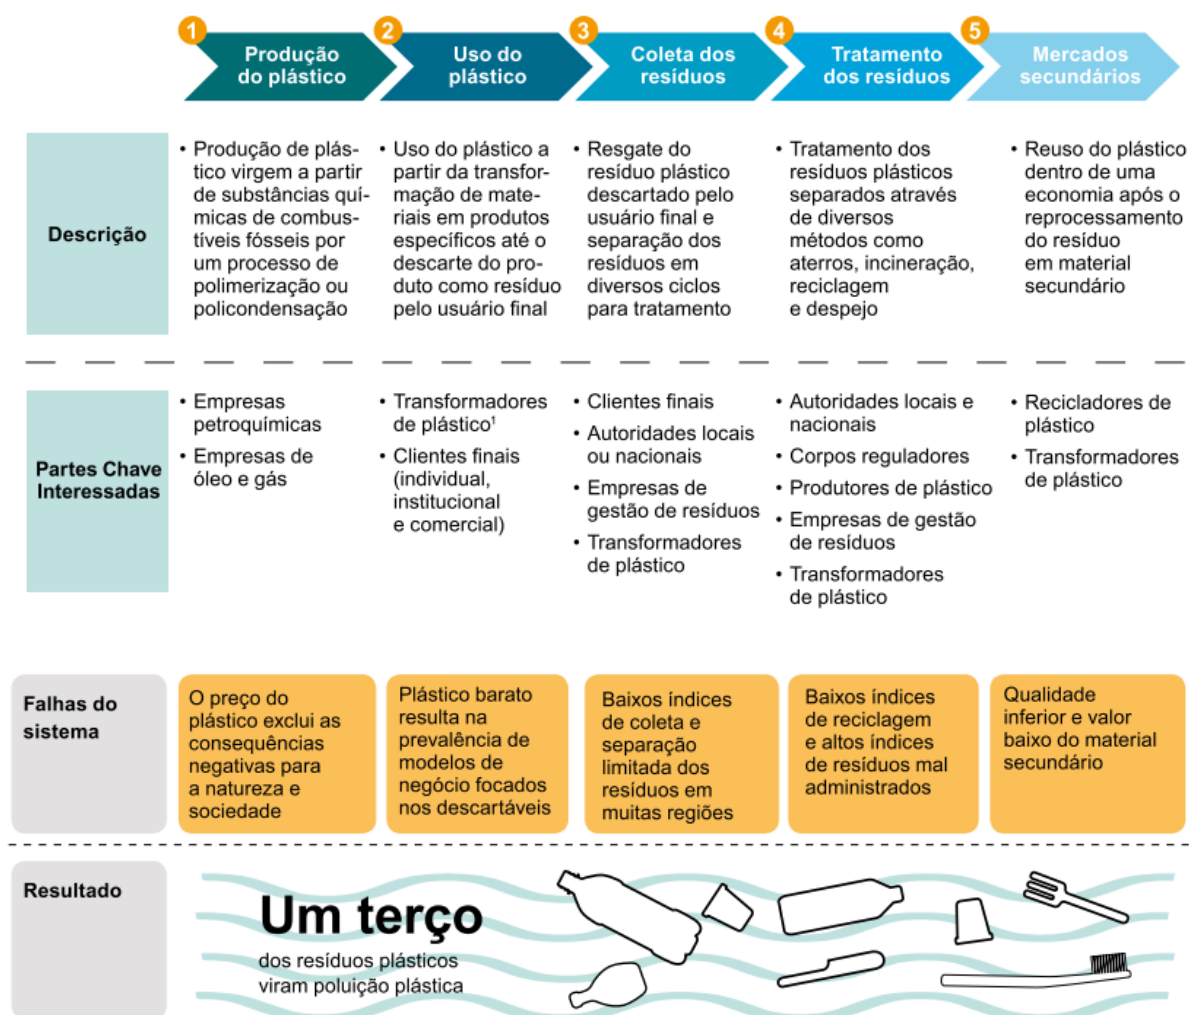 1
Produção
do plástico
2
Uso do
plástico
3
Coleta dos
resíduos
4
Tratamento
dos resíduos
5
Mercados
secundários
Descrição
• Produção de plás-
tico virgem a partir
de substâncias quí-
micas de combus-
tíveis fósseis por
um processo de
polimerização ou
policondensação
• Uso do plástico a
partir da transfor-
mação de mate-
riais em produtos
específicos até o
descarte do pro-
duto como resíduo
pelo usuário final
• Resgate do
resíduo plástico
descartado pelo
usuário final e
separação dos
resíduos em
diversos ciclos
para tratamento
• Tratamento dos
resíduos plásticos
separados através
de diversos
métodos como
aterros, incineração,
reciclagem
e despejo
• Reuso do plástico
dentro de uma
economia após o
reprocessamento
do resíduo
em material
secundário
Partes Chave
Interessadas
• Empresas
petroquímicas
• Empresas de
óleo e gás
• Transformadores
de plástico¹
• Clientes finais
(individual,
institucional
e comercial)
• Clientes finais
• Autoridades locais
ou nacionais
• Empresas de
gestão de resíduos
• Transformadores
de plástico
• Autoridades locais e
nacionais
• Corpos reguladores
• Produtores de plástico
• Empresas de gestão
de resíduos
• Transformadores
de plástico
• Recicladores de
plástico
• Transformadores
de plástico
Falhas do
sistema
O preço do
plástico exclui as
consequências
negativas para
a natureza e
sociedade
Plástico barato
resulta na
prevalência de
modelos de
negócio focados
nos descartáveis
Baixos índices
de coleta e
separação
limitada dos
resíduos em
muitas regiões
Baixos índices
de reciclagem
e altos índices
de resíduos mal
administrados
Qualidade
inferior e valor
baixo do material
secundário
Resultado
Um terço
dos resíduos plásticos
viram poluição plástica